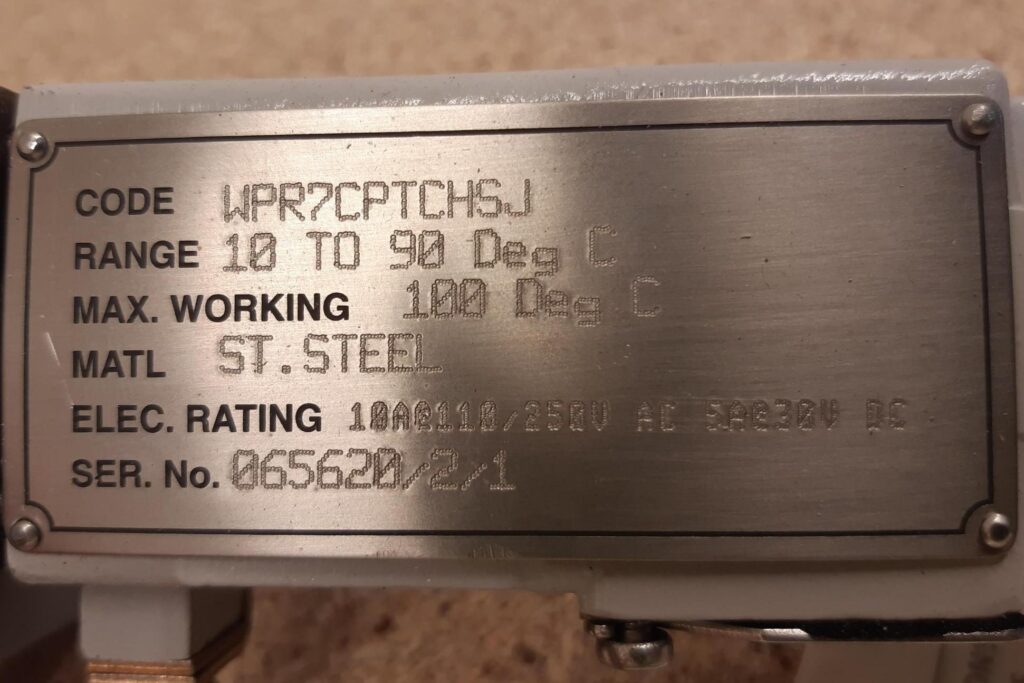 CODE WPR7CPTCHSJ
RANGE 10 TO 90 Deg C
MAX. WORKING 100 Deg C
MATL ST.STEEL
ELEC. RATING 10A@110/250V AC 5A@30V DC
SER. No. 065620/2/1